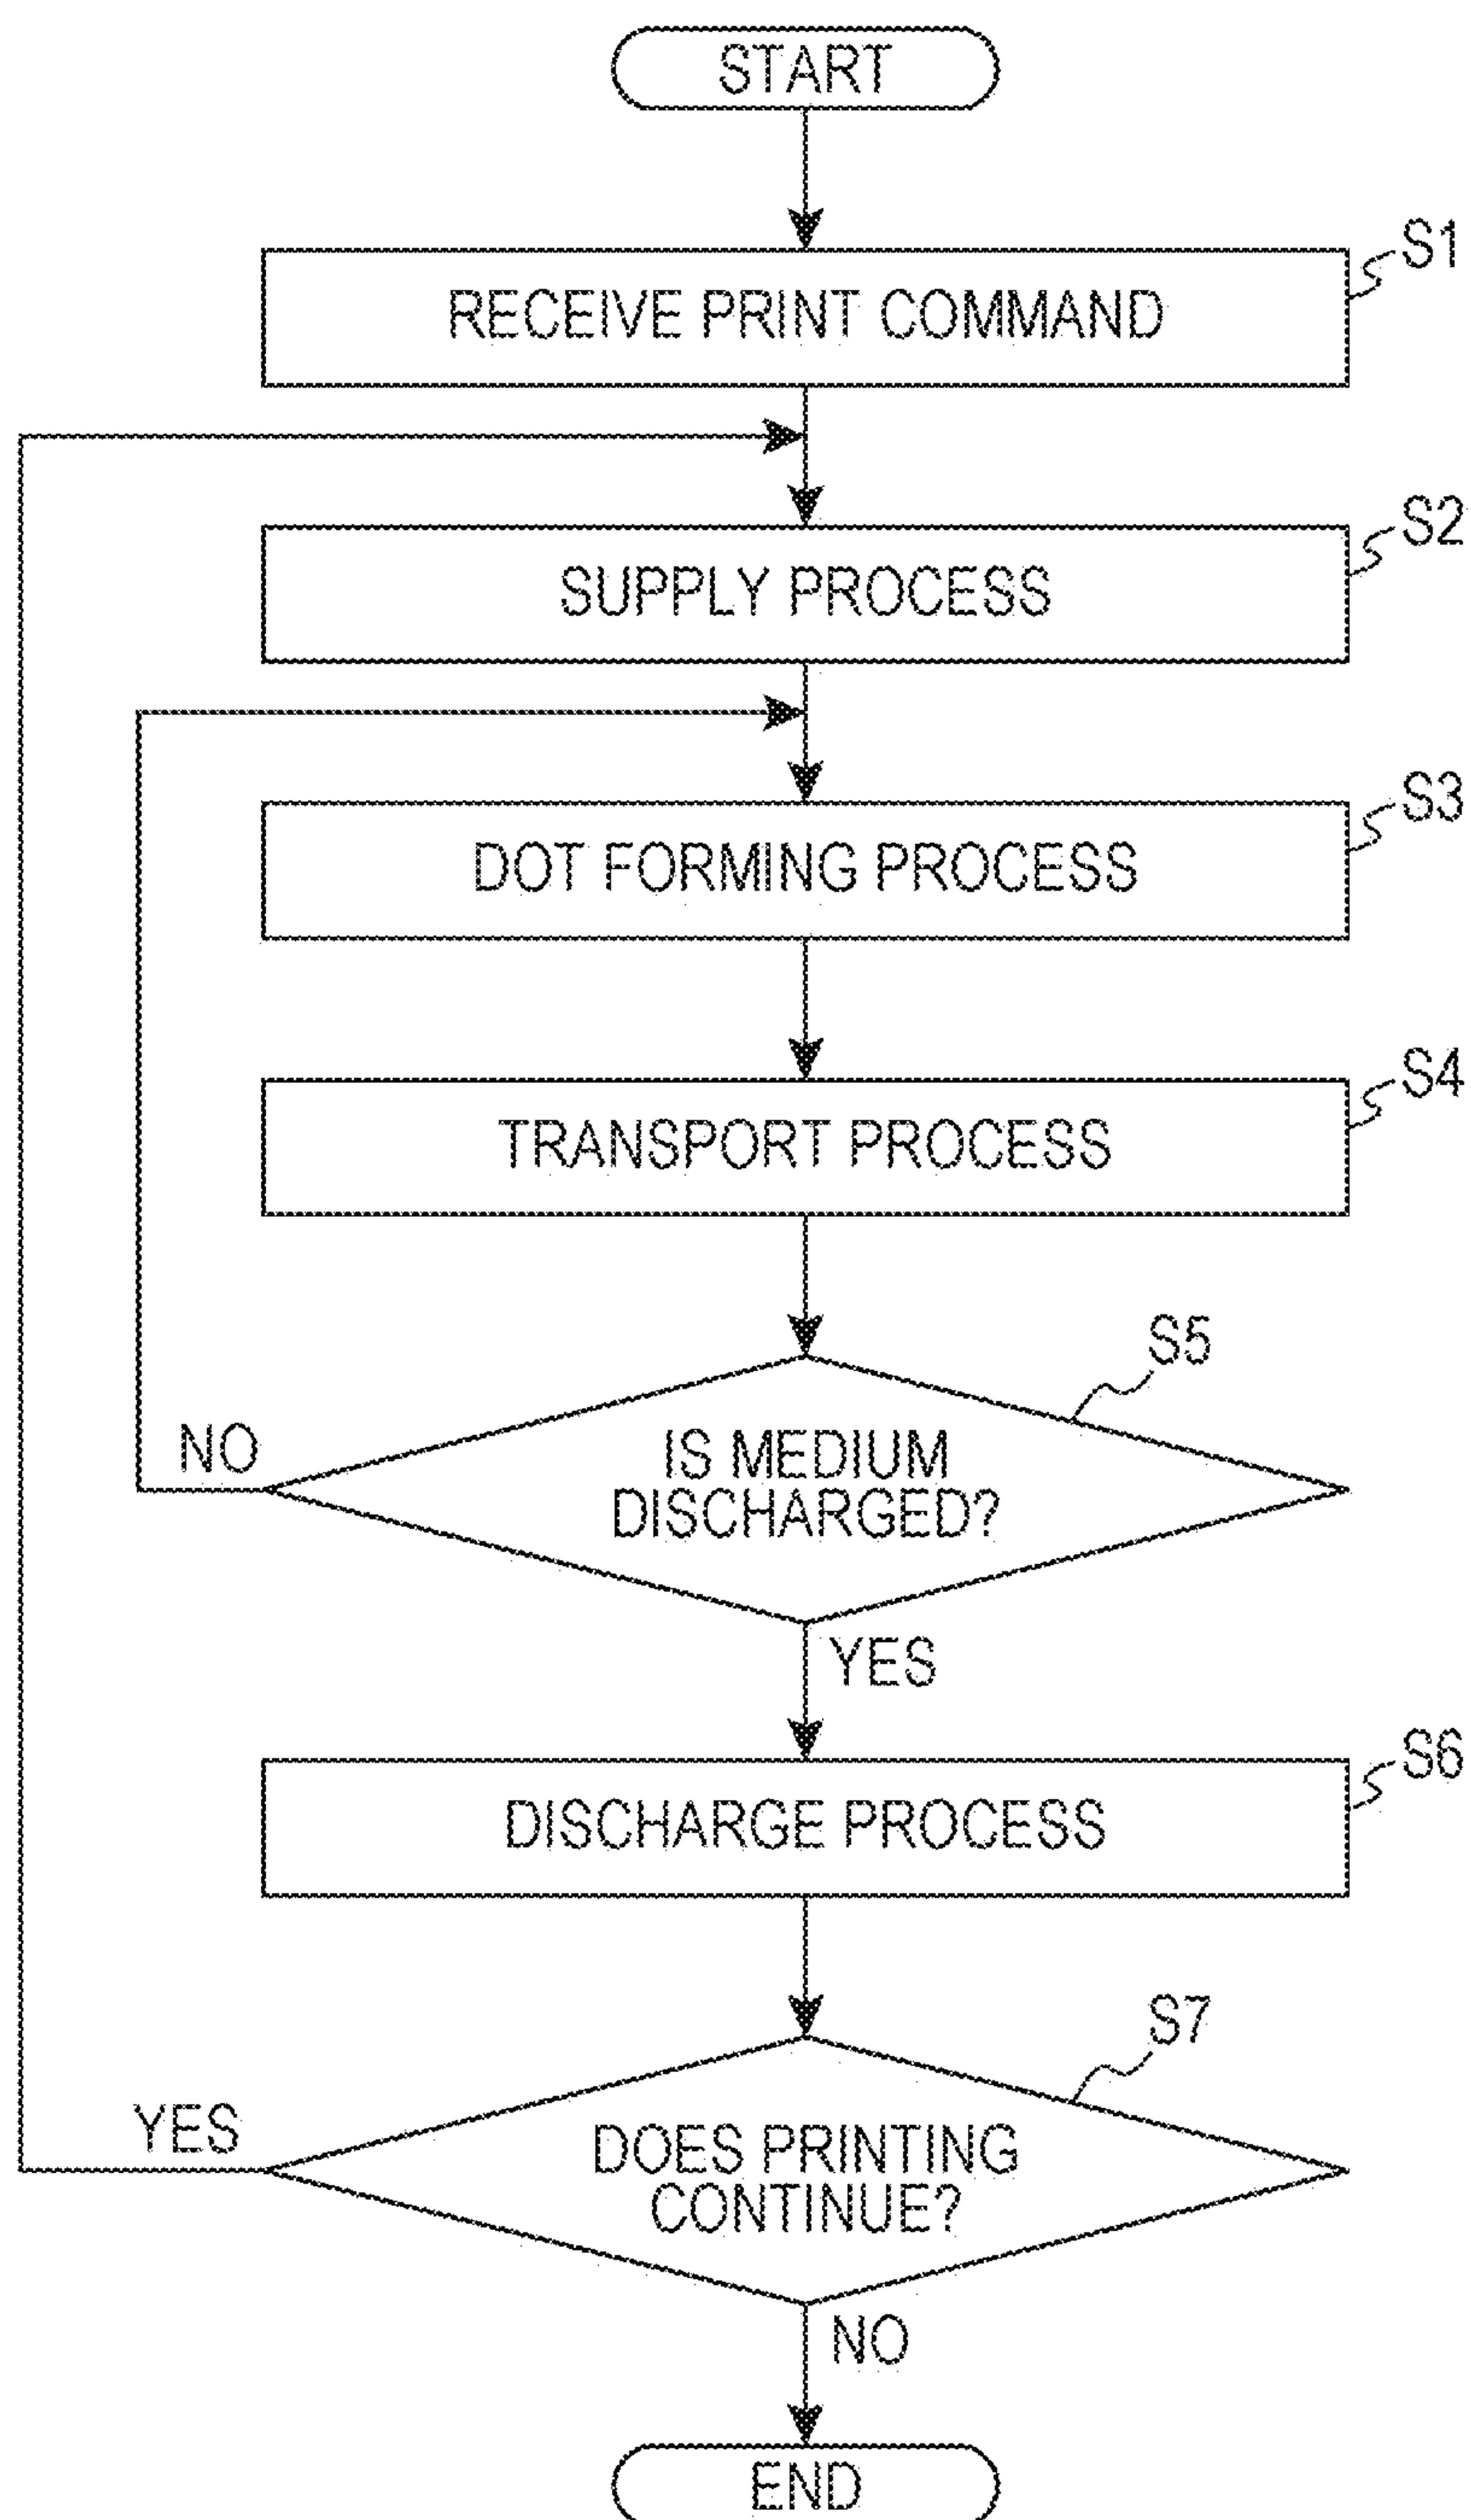 START
S1
RECEIVE PRINT COMMAND
S2
SUPPLY PROCESS
S3
DOT FORMING PROCESS
S4
TRANSPORT PROCESS
S5
NO
IS MEDIUM
DISCHARGED?
YES
S6
DISCHARGE PROCESS
S7
YES
DOES PRINTING
CONTINUE?
NO
END